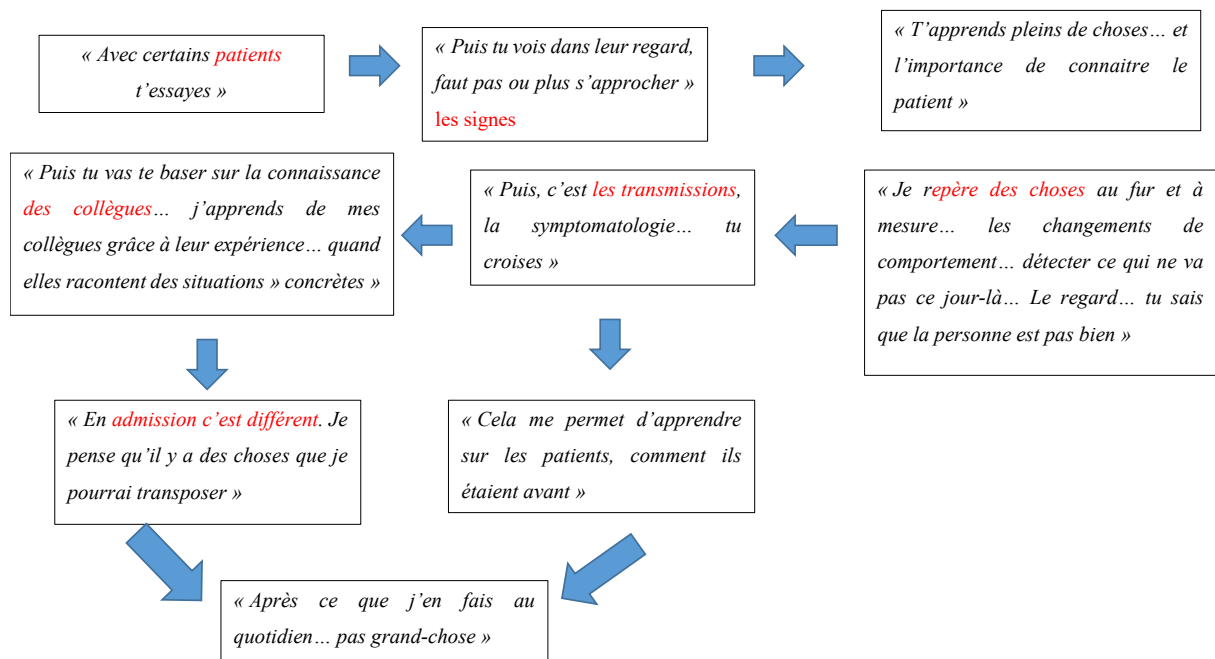 « Avec certains patients
t’essayes »
« Puis tu vois dans leur regard,
faut pas ou plus s’approcher »
les signes
« T’apprends pleins de choses… et
l’importance de connaitre le
patient »
« Puis tu vas te baser sur la connaissance
des collègues… j’apprends de mes
collègues grâce à leur expérience… quand
elles racontent des situations » concrètes »
« Puis, c’est les transmissions,
la symptomatologie… tu
croises »
« Je repère des choses au fur et à
mesure… les changements de
comportement… détecter ce qui ne va
pas ce jour-là… Le regard… tu sais
que la personne est pas bien »
« En admission c’est différent. Je
pense qu’il y a des choses que je
pourrai transposer »
« Cela me permet d’apprendre
sur les patients, comment ils
étaient avant »
« Après ce que j’en fais au
quotidien… pas grand-chose »